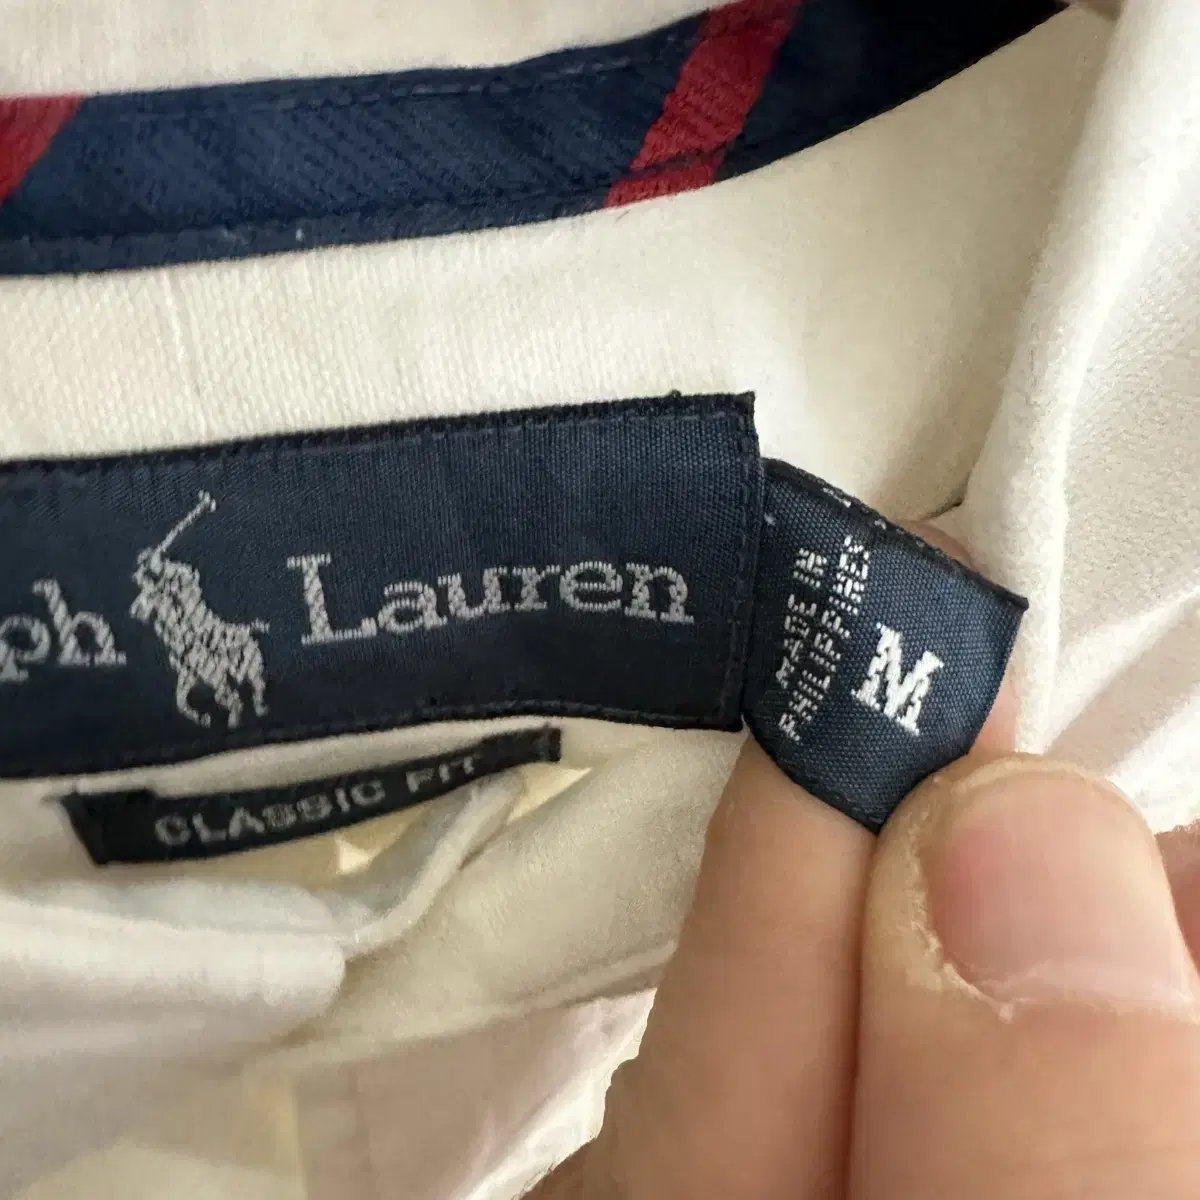 ph Lauren
MADE IN
PHILIPPINES
M
CLASSIC FIT